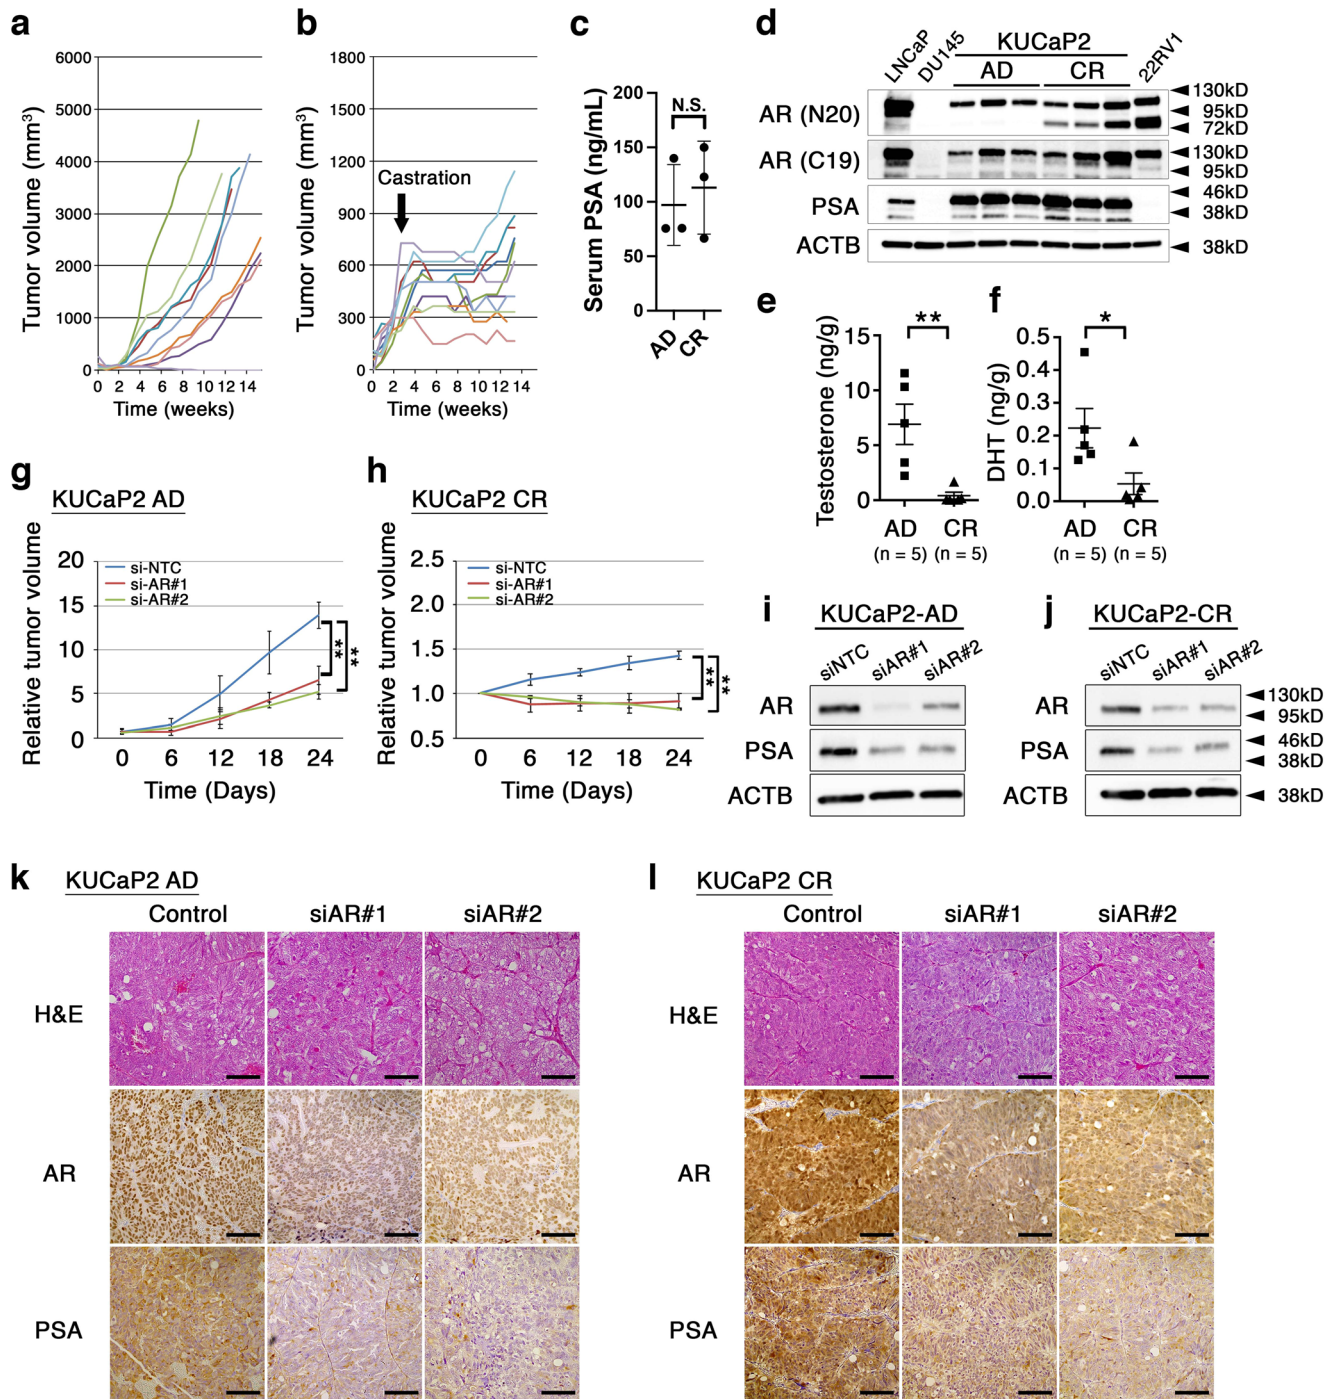 a
6000
5000
4000
3000
2000
1000
0
Tumor volume (mm³)
0 2 4 6 8 10 12 14
Time (weeks)
b
1800
1500
1200
900
600
300
0
Tumor volume (mm³)
Castration
0 2 4 6 8 10 12 14
Time (weeks)
c
200
150
100
50
0
Serum PSA (ng/mL)
N.S.
AD CR
d
LNCaP DU145 KUCaP2 22RV1
AD CR
AR (N20)
130kD
95kD
72kD
AR (C19)
130kD
95kD
PSA
46kD
38kD
ACTB
38kD
e
15
10
5
0
Testosterone (ng/g)
**
AD CR
(n = 5) (n = 5)
f
0.5
0.4
0.3
0.2
0.1
0.0
DHT (ng/g)
*
AD CR
(n = 5) (n = 5)
g
KUCaP2 AD
20
15
10
5
0
Relative tumor volume
si-NTC
si-AR#1
si-AR#2
**
**
0 6 12 18 24
Time (Days)
h
KUCaP2 CR
2.5
2.0
1.5
1.0
0.5
Relative tumor volume
si-NTC
si-AR#1
si-AR#2
**
**
0 6 12 18 24
Time (Days)
i
KUCaP2-AD
siNTC siAR#1 siAR#2
AR
PSA
ACTB
j
KUCaP2-CR
siNTC siAR#1 siAR#2
AR
130kD
95kD
PSA
46kD
38kD
ACTB
38kD
k
KUCaP2 AD
Control siAR#1 siAR#2
H&E
AR
PSA
l
KUCaP2 CR
Control siAR#1 siAR#2
H&E
AR
PSA